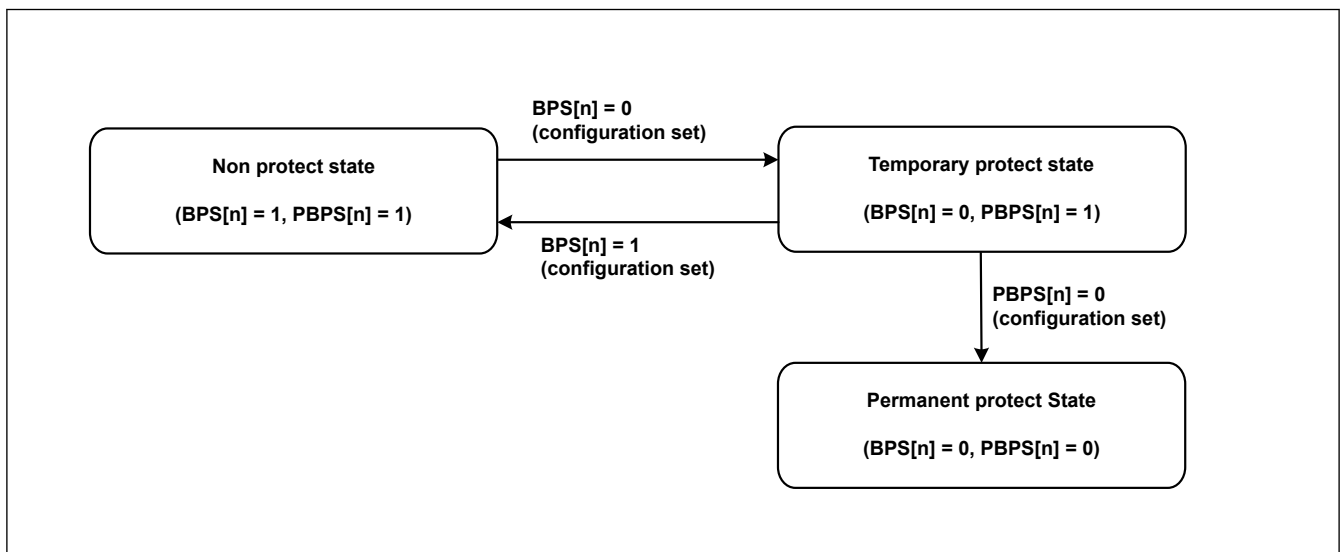 BPS[n] = 0
(configuration set)
Non protect state
(BPS[n] = 1, PBPS[n] = 1)
Temporary protect state
(BPS[n] = 0, PBPS[n] = 1)
BPS[n] = 1
(configuration set)
PBPS[n] = 0
(configuration set)
Permanent protect State
(BPS[n] = 0, PBPS[n] = 0)